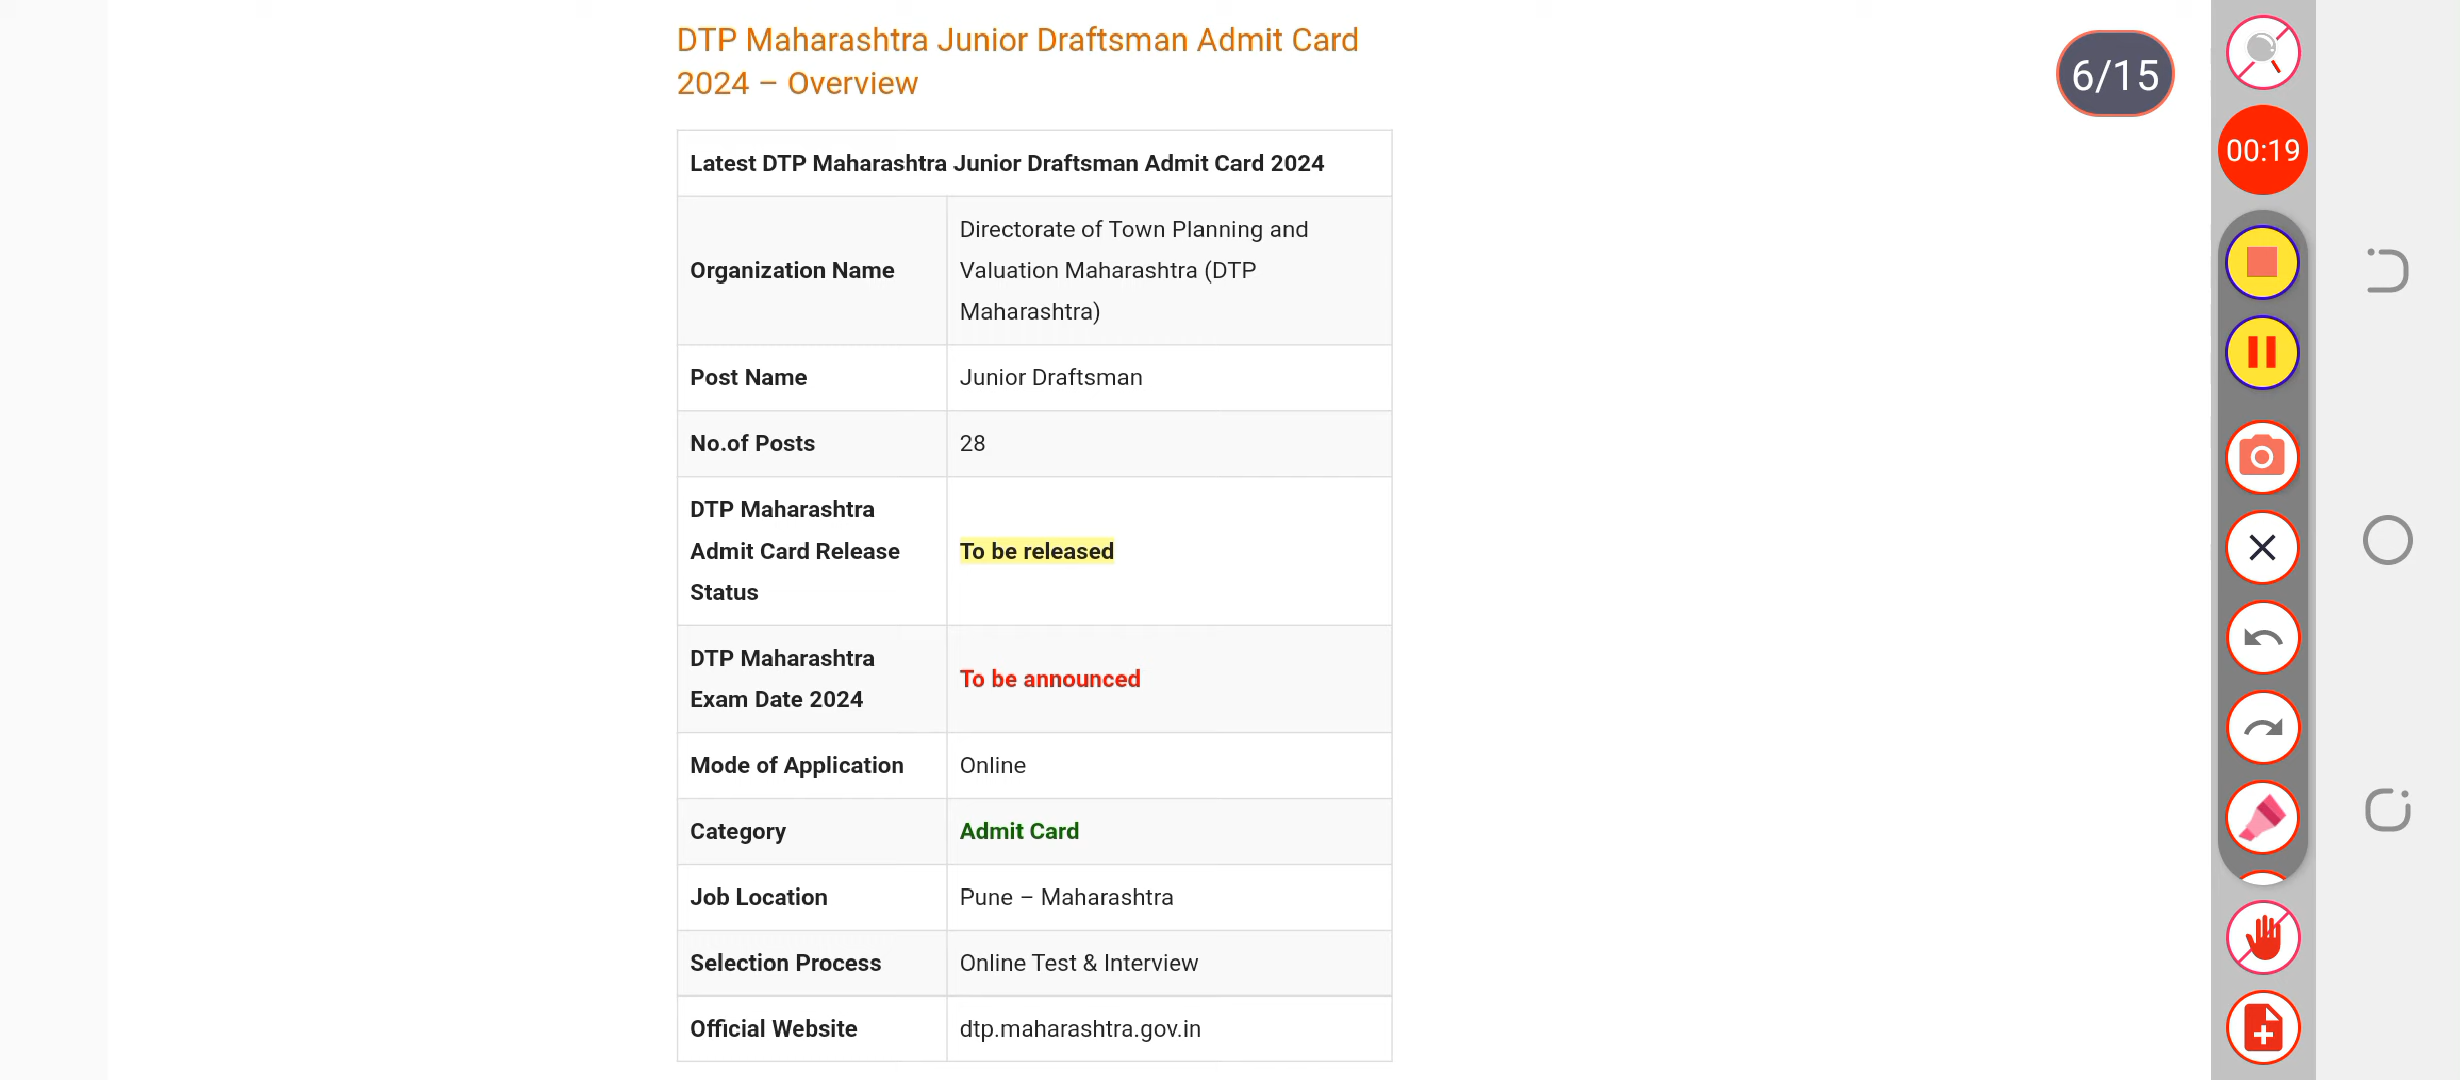 DTP Maharashtra Junior Draftsman Admit Card
2024 – Overview
6/15
00:19
Latest DTP Maharashtra Junior Draftsman Admit Card 2024
Organization Name
Directorate of Town Planning and
Valuation Maharashtra (DTP
Maharashtra)
Post Name
Junior Draftsman
No.of Posts
28
DTP Maharashtra
Admit Card Release
Status
To be released
DTP Maharashtra
Exam Date 2024
To be announced
Mode of Application
Online
Category
Admit Card
Job Location
Pune – Maharashtra
Selection Process
Online Test & Interview
Official Website
dtp.maharashtra.gov.in